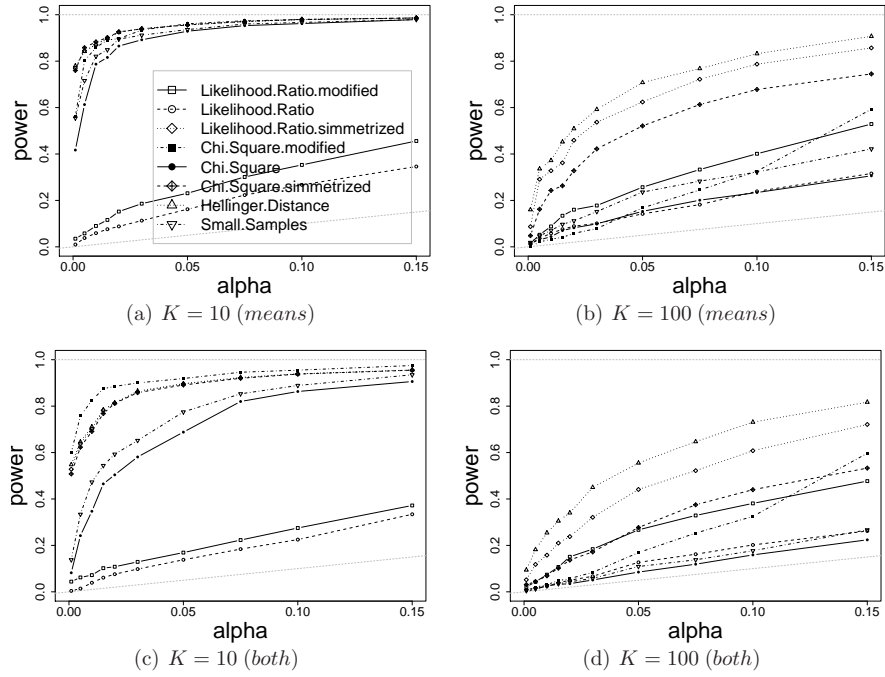 1.0
0.8
0.6
0.4
0.2
0.0
power
Likelihood.Ratio.modified
Likelihood.Ratio
Likelihood.Ratio.simmetrized
Chi.Square.modified
Chi.Square
Chi.Square.simmetrized
Hellinger.Distance
Small.Samples
0.00 0.05 0.10 0.15
alpha
(a) K = 10 (means)
1.0
0.8
0.6
0.4
0.2
0.0
power
0.00 0.05 0.10 0.15
alpha
(b) K = 100 (means)
1.0
0.8
0.6
0.4
0.2
0.0
power
0.00 0.05 0.10 0.15
alpha
(c) K = 10 (both)
1.0
0.8
0.6
0.4
0.2
0.0
power
0.00 0.05 0.10 0.15
alpha
(d) K = 100 (both)